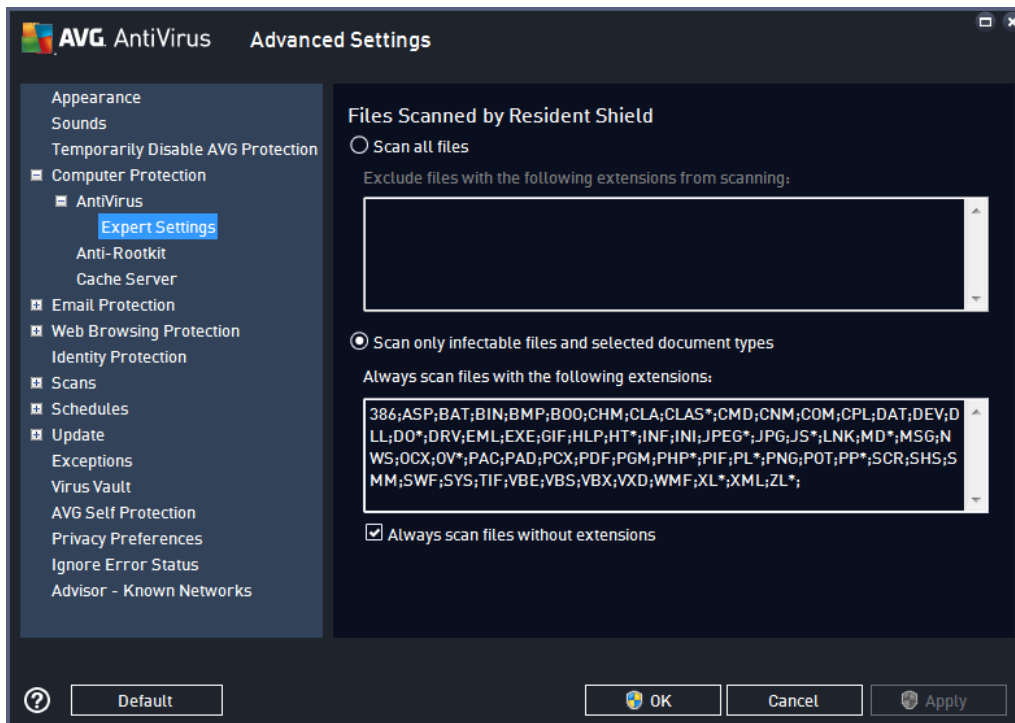 AVG. AntiVirus Advanced Settings
Appearance
Sounds
Temporarily Disable AVG Protection
Computer Protection
AntiVirus
Expert Settings
Anti-Rootkit
Cache Server
Email Protection
Web Browsing Protection
Identity Protection
Scans
Schedules
Update
Exceptions
Virus Vault
AVG Self Protection
Privacy Preferences
Ignore Error Status
Advisor - Known Networks
Files Scanned by Resident Shield
Scan all files
Exclude files with the following extensions from scanning:
Scan only infectable files and selected document types
Always scan files with the following extensions:
386;ASP;BAT;BIN;BMP;BOO;CHM;CLA;CLAS*;CMD;CNM;COM;CPL;DAT;DEV;D
LL;DO*;DRV;EML;EXE;GIF;HLP;HT*;INF;INI;JPEG*;JPG;JS*;LNK;MD*;MSG;N
WS;OCX;OV*;PAC;PAD;PCX;PDF;PGM;PHP*;PIF;PL*;PNG;POT;PP*;SCR;SHS;S
MM;SWF;SYS;TIF;VBE;VBS;VBX;VXD;WMF;XL*;XML;ZL*;
Always scan files without extensions
? Default OK Cancel Apply